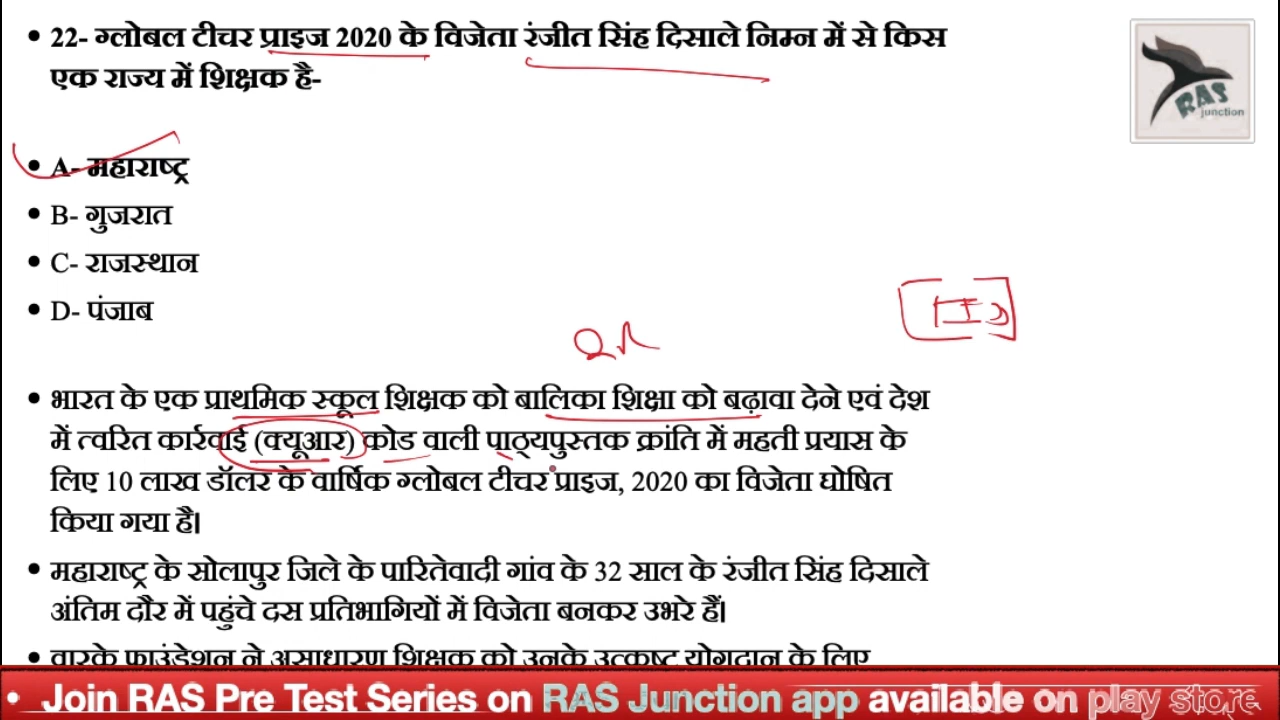 • 22- ग्लोबल टीचर प्राइज 2020 के विजेता रंजीत सिंह दिसाले निम्न में से किस
एक राज्य में शिक्षक है-
RAS
junction
• A- महाराष्ट्र
• B- गुजरात
• C- राजस्थान
• D- पंजाब
• भारत के एक प्राथमिक स्कूल शिक्षक को बालिका शिक्षा को बढ़ावा देने एवं देश
में त्वरित कार्रवाई (क्यूआर) कोड वाली पाठ्यपुस्तक क्रांति में महती प्रयास के
लिए 10 लाख डॉलर के वार्षिक ग्लोबल टीचर प्राइज, 2020 का विजेता घोषित
किया गया है।
• महाराष्ट्र के सोलापुर जिले के पारितेवादी गांव के 32 साल के रंजीत सिंह दिसाले
अंतिम दौर में पहुंचे दस प्रतिभागियों में विजेता बनकर उभरे हैं।
• वारके फाउंडेशन ने असाधारण शिक्षक को उनके उत्कृष्ट योगदान के लिए
• Join RAS Pre Test Series on RAS Junction app available on play store